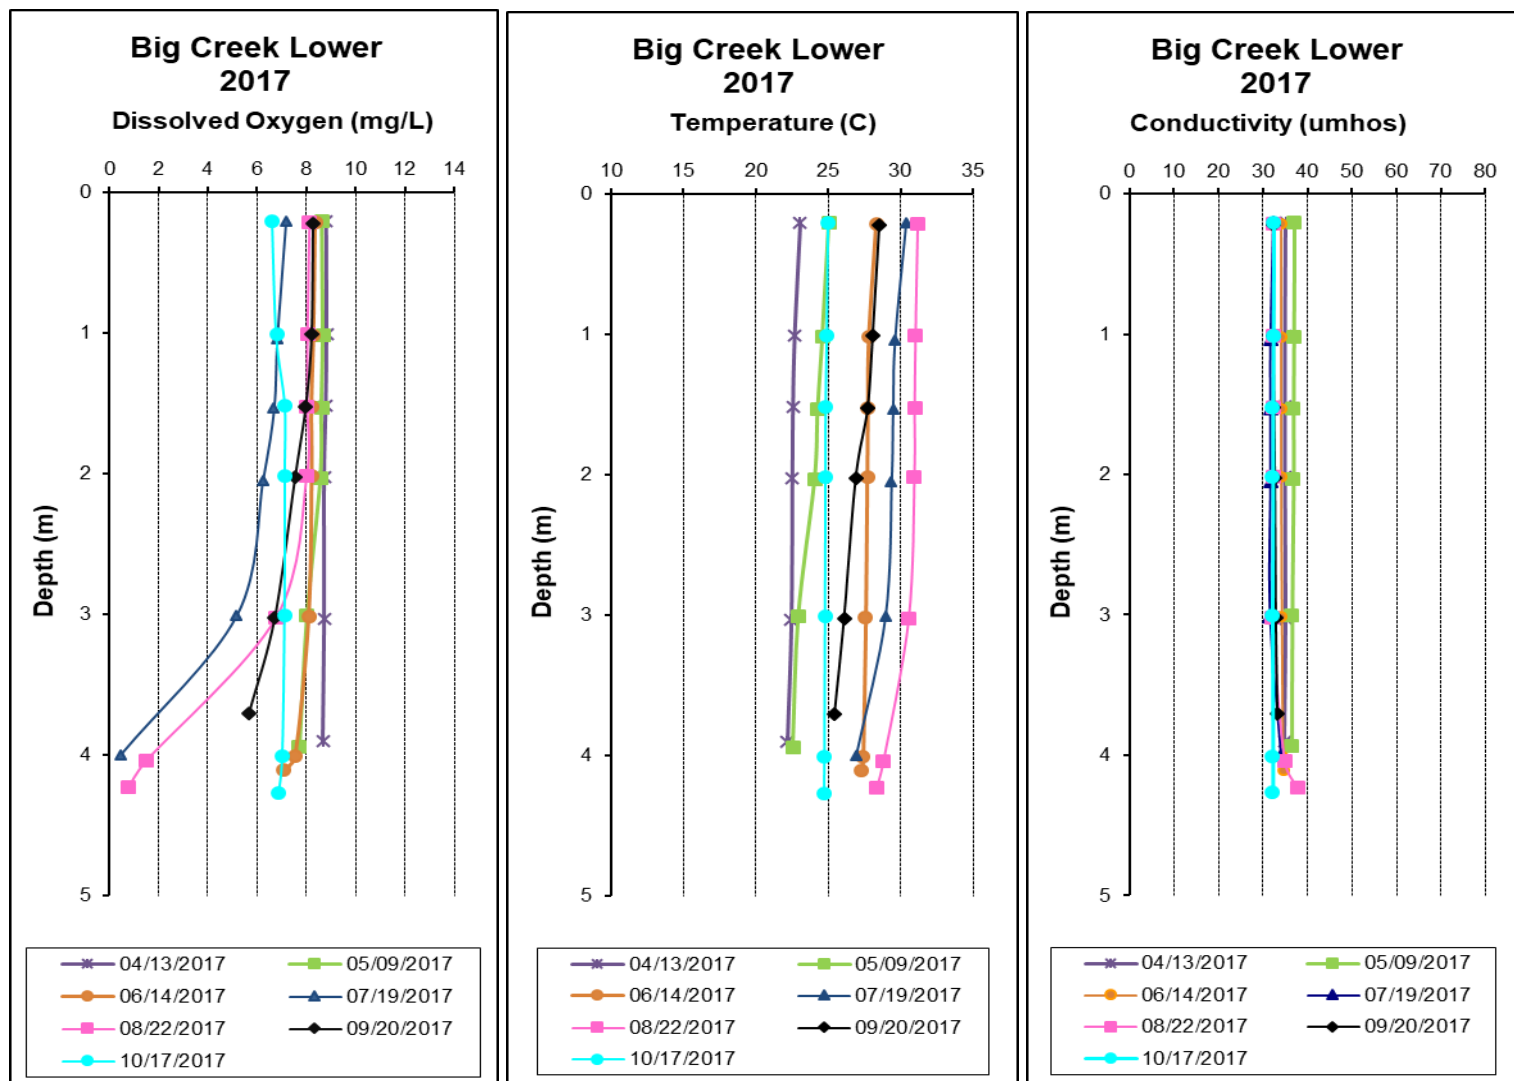 Big Creek Lower
2017
Dissolved Oxygen (mg/L)
0 2 4 6 8 10 12 14
0
1
2
3
4
5
Depth (m)
04/13/2017 05/09/2017
06/14/2017 07/19/2017
08/22/2017 09/20/2017
10/17/2017
Big Creek Lower
2017
Temperature (C)
10 15 20 25 30 35
0
1
2
3
4
5
Depth (m)
04/13/2017 05/09/2017
06/14/2017 07/19/2017
08/22/2017 09/20/2017
10/17/2017
Big Creek Lower
2017
Conductivity (umhos)
0 10 20 30 40 50 60 70 80
0
1
2
3
4
5
Depth (m)
04/13/2017 05/09/2017
06/14/2017 07/19/2017
08/22/2017 09/20/2017
10/17/2017